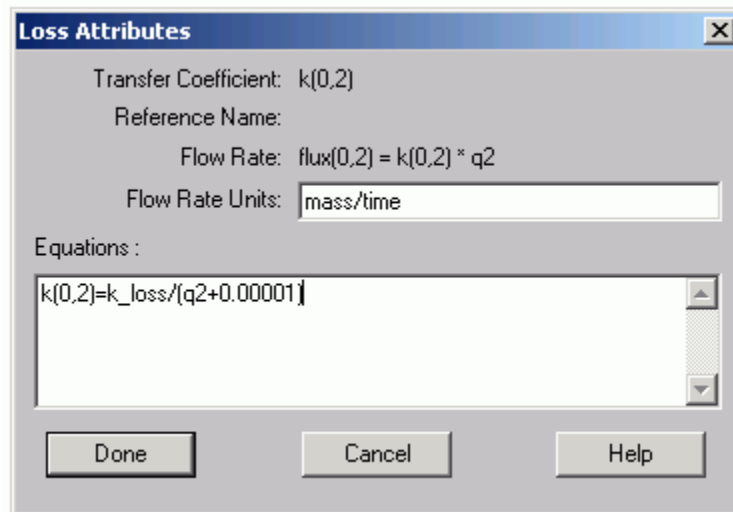 Loss Attributes
Transfer Coefficient: k(0,2)
Reference Name:
Flow Rate: flux(0,2) = k(0,2) * q2
Flow Rate Units: mass/time
Equations :
k(0,2)=k_loss/(q2+0.00001)
Done Cancel Help